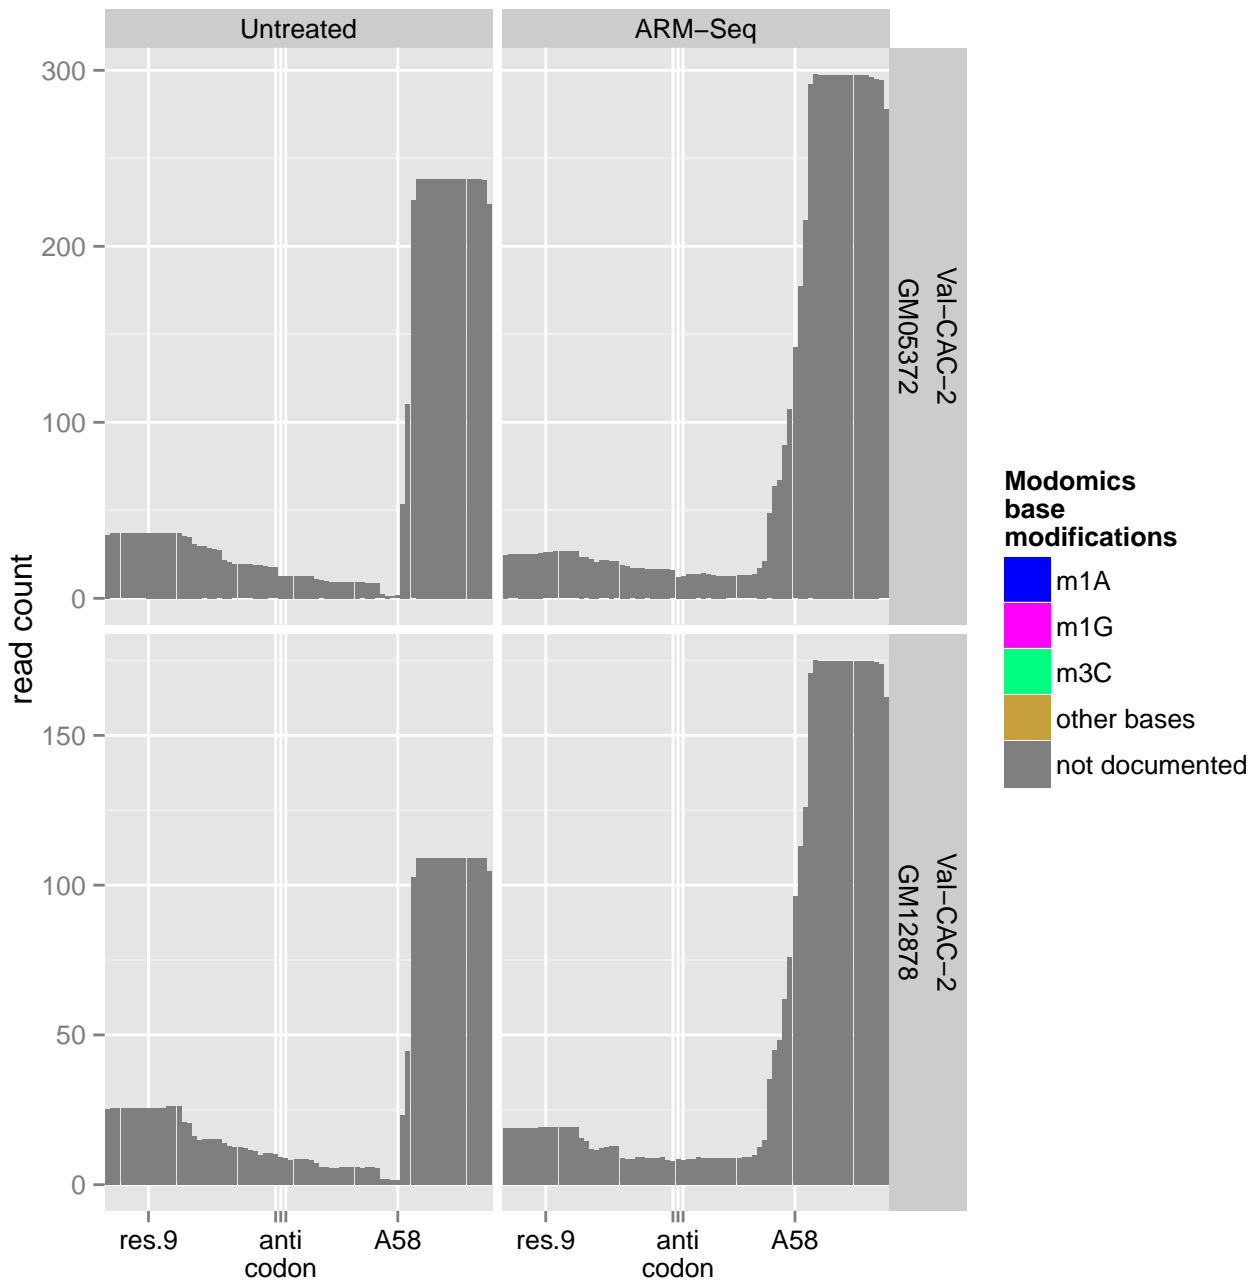 Untreated
ARM−Seq
300
200
100
0
Val−CAC−2
GM05372
150
100
50
0
Val−CAC−2
GM12878
read count
res.9
anti
codon
A58
res.9
anti
codon
A58
Modomics
base
modifications
m1A
m1G
m3C
other bases
not documented